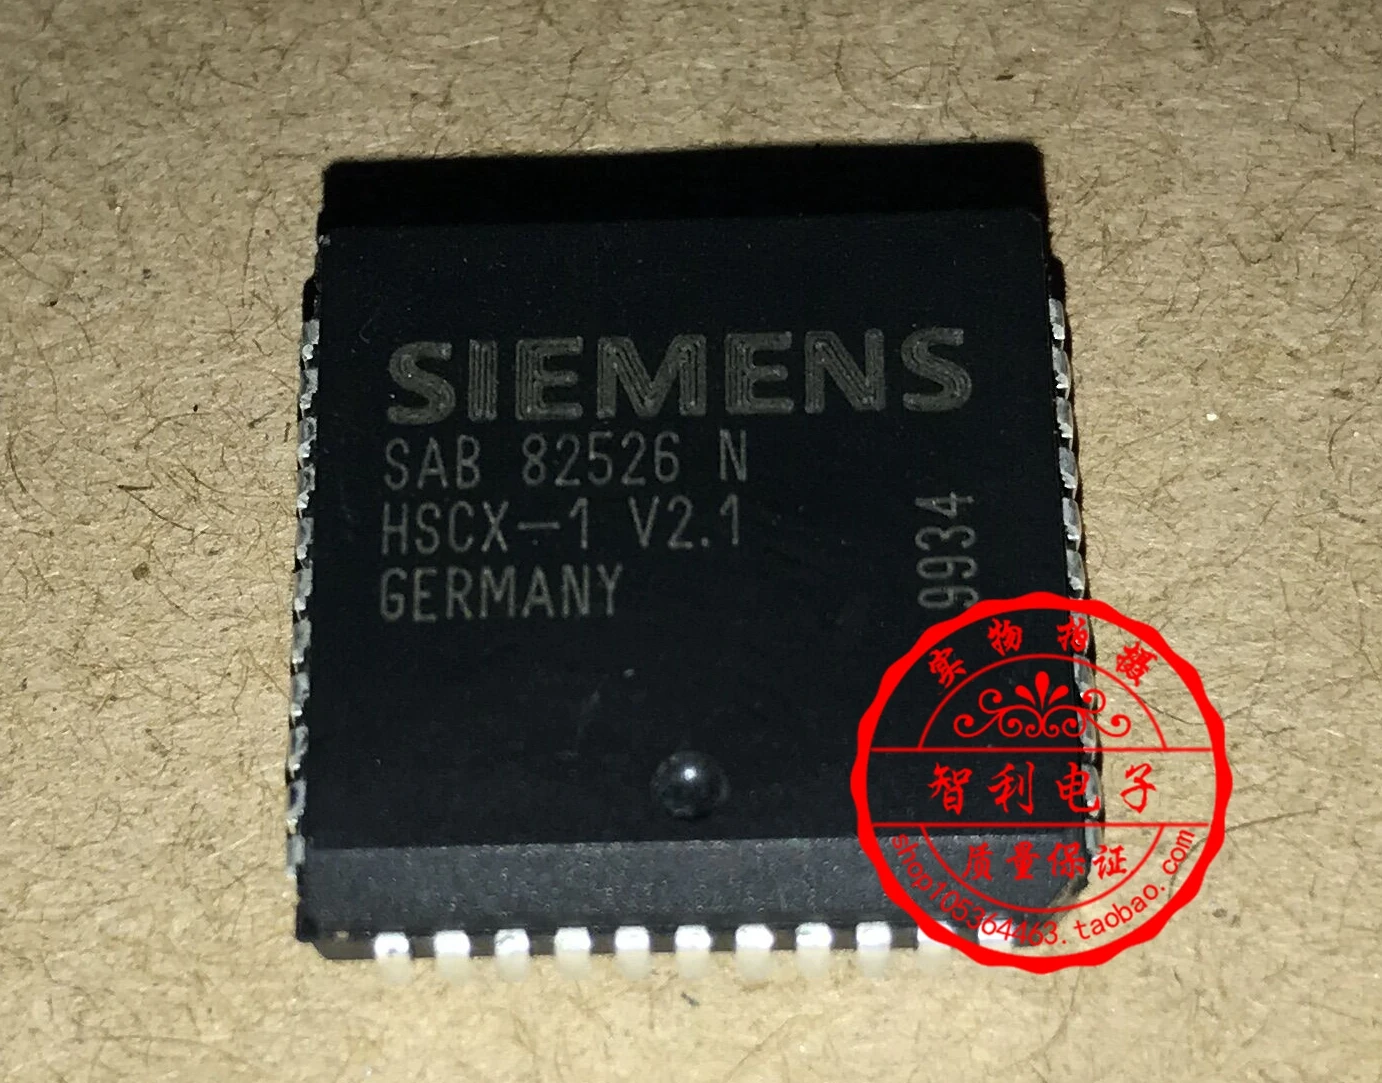 SIEMENS
SAB 82526 N
HSCX-1 V2.1
GERMANY
9934
实物拍摄
智利电子
质量保证
shop105364463.taobao.com